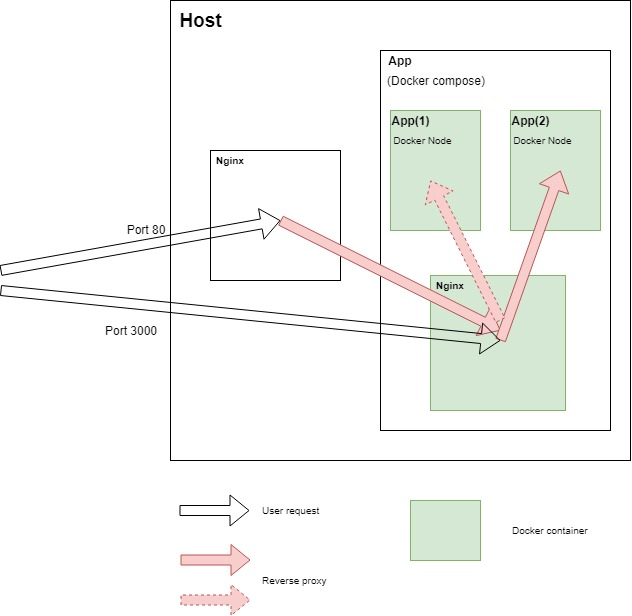 Host
App
(Docker compose)
App(1)
Docker Node
App(2)
Docker Node
Nginx
Port 80
Nginx
Port 3000
User request
Docker container
Reverse proxy